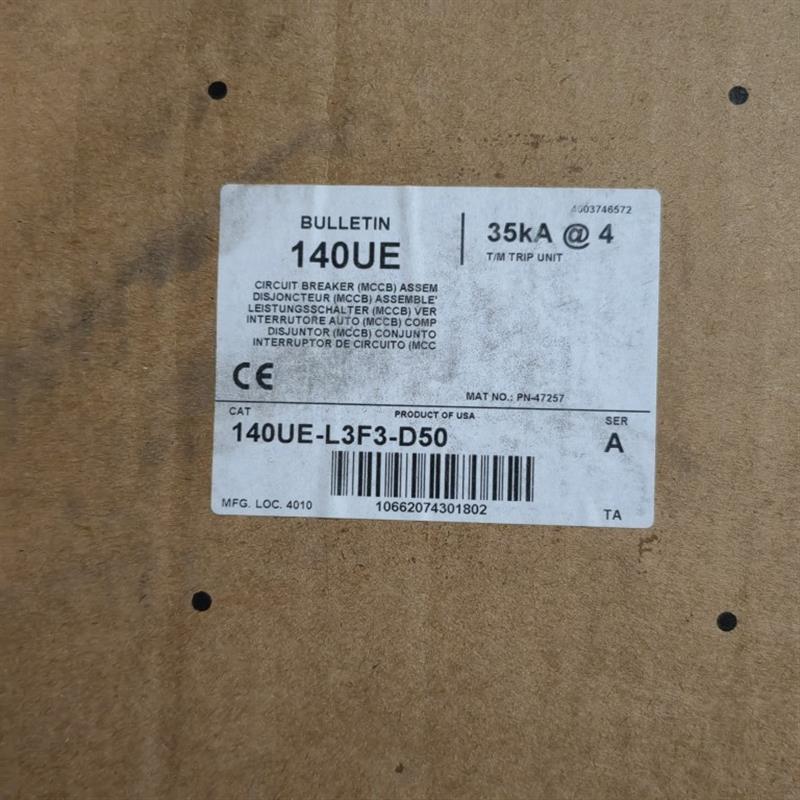 4003746572
BULLETIN
140UE
35kA @ 4
T/M TRIP UNIT
CIRCUIT BREAKER (MCCB) ASSEM
DISJONCTEUR (MCCB) ASSEMBLE'
LEISTUNGSSCHALTER (MCCB) VER
INTERRUTORE AUTO (MCCB) COMP
DISJUNTOR (MCCB) CONJUNTO
INTERRUPTOR DE CIRCUITO (MCC
CE
MAT NO.: PN-47257
CAT
PRODUCT OF USA
SER
140UE-L3F3-D50
A
MFG. LOC. 4010
10662074301802
TA